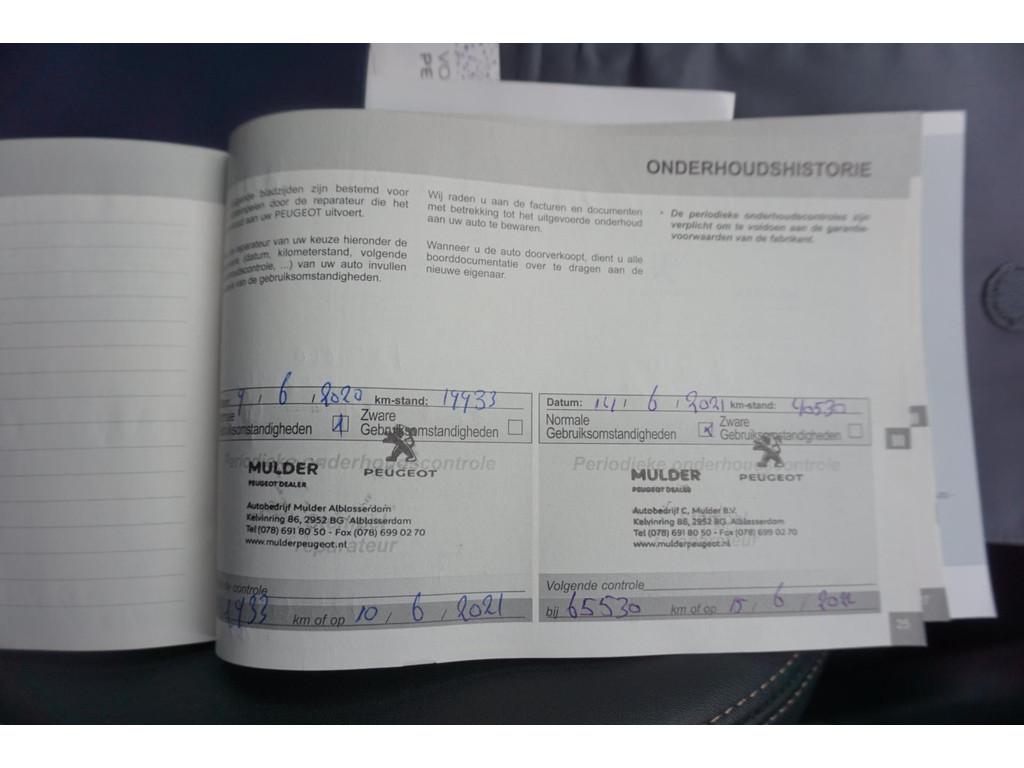 VO
PE
ONDERHOUDSHISTORIE
bladzijden zijn bestemd voor
door de reparateur die het
aan uw PEUGEOT uitvoert.
reparateur van uw keuze hieronder de
(datum, kilometerstand, volgende
...) van uw auto invullen
van de gebruiksomstandigheden.
Wij raden u aan de facturen en documenten
met betrekking tot het uitgevoerde onderhoud
aan uw auto te bewaren.
Wanneer u de auto doorverkoopt, dient u alle
boorddocumentatie over te dragen aan de
nieuwe eigenaar.
• De periodieke onderhoudscontroles zijn
verplicht om te voldoen aan de garantie-
voorwaarden van de fabrikant.
9 / 6 / 2020 km-stand: 19933
Zware
Gebruiksomstandigheden
Periodieke onderhoudscontrole
MULDER
PEUGEOT DEALER
PEUGEOT
Autobedrijf Mulder Alblasserdam
Kelvinring 86, 2952 BG Alblasserdam
Tel (078) 691 80 50 - Fax (078) 699 02 70
www.mulderpeugeot.nl
reparateur
controle
km of op 10 / 6 / 2021
Datum: 14 / 6 / 2021 km-stand: 40530
Normale
Gebruiksomstandigheden
Zware
Gebruiksomstandigheden
Periodieke onderhoudscontrole
MULDER
PEUGEOT DEALER
PEUGEOT
Autobedrijf C. Mulder B.V.
Kelvinring 86, 2952 BG Alblasserdam
Tel (078) 691 80 50 - Fax (078) 699 02 70
www.mulderpeugeot.nl
Volgende controle
bij 65530 km of op 15 / 6 / 2022
25